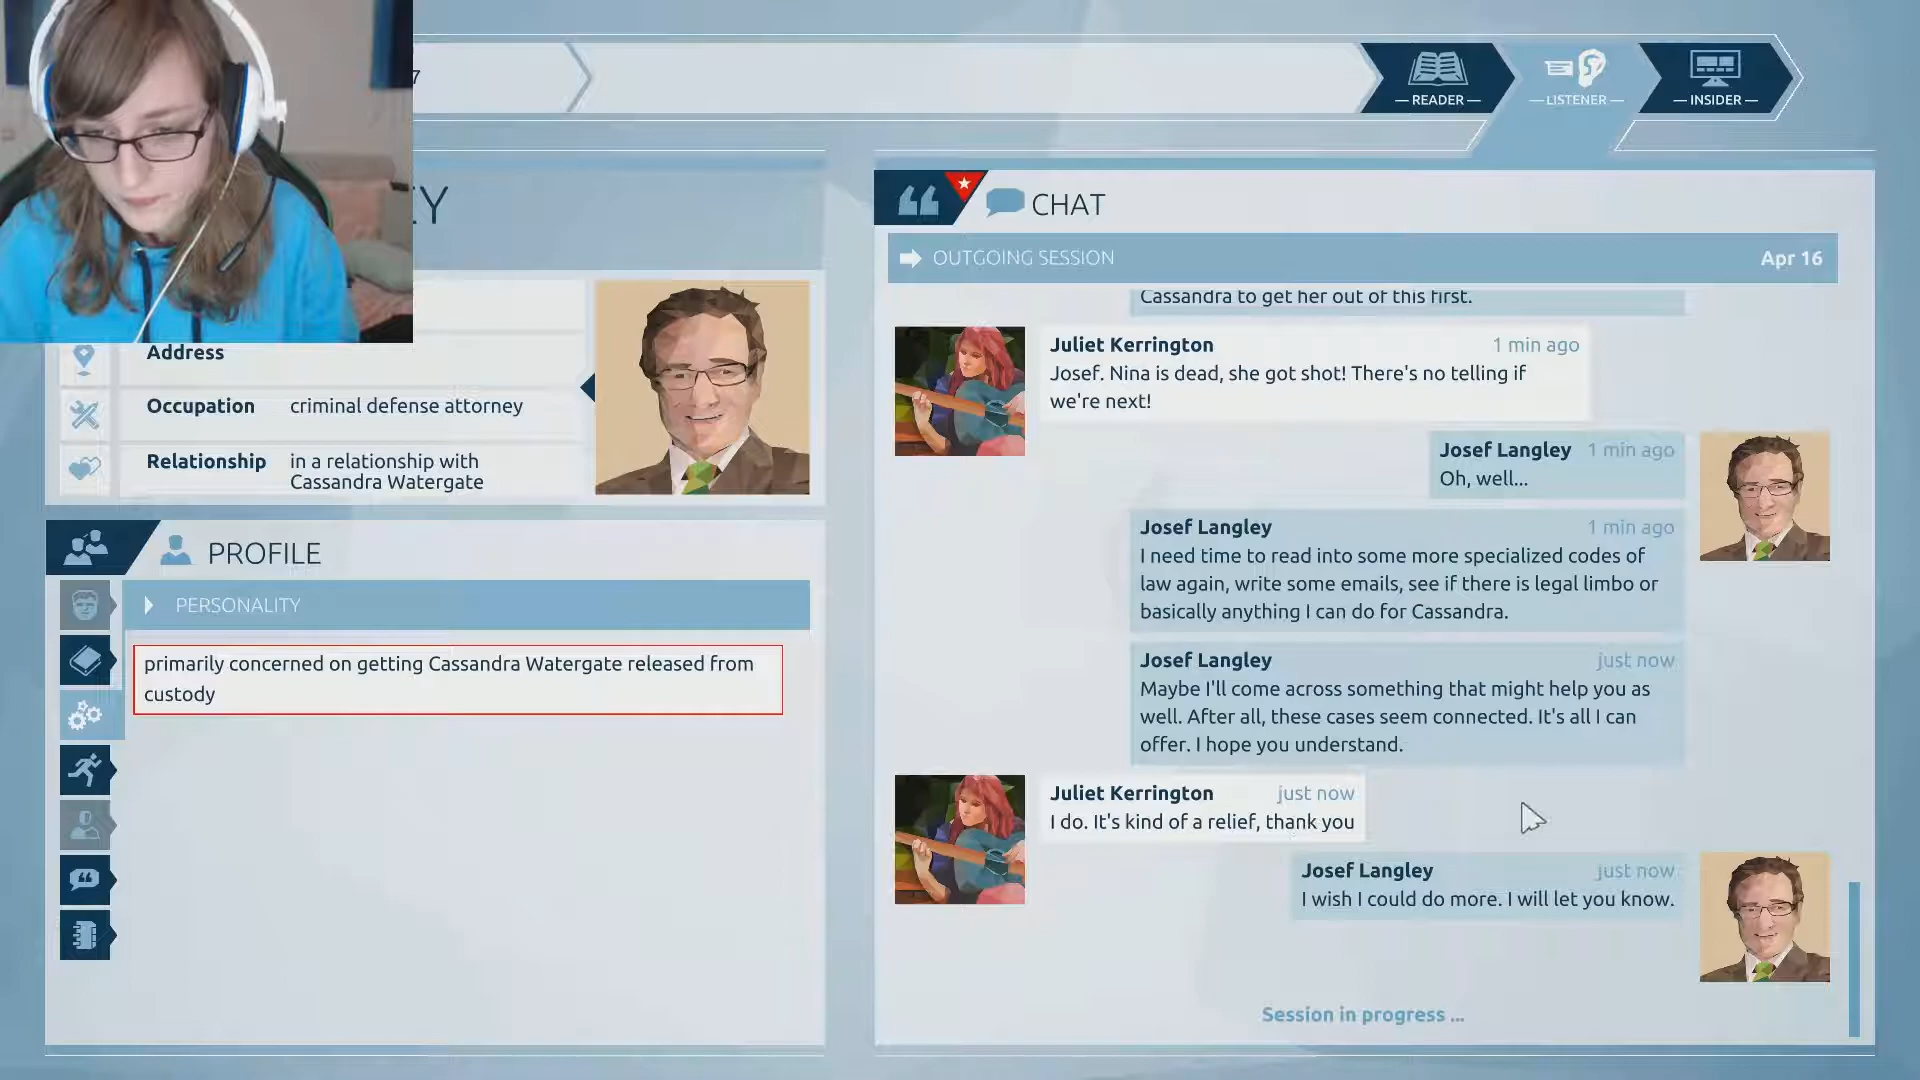 7
READER
LISTENER
INSIDER
EY
Address
Occupation criminal defense attorney
Relationship in a relationship with
Cassandra Watergate
PROFILE
PERSONALITY
primarily concerned on getting Cassandra Watergate released from
custody
CHAT
OUTGOING SESSION Apr 16
Cassandra to get her out of this first.
Juliet Kerrington 1 min ago
Josef. Nina is dead, she got shot! There's no telling if
we're next!
Josef Langley 1 min ago
Oh, well...
Josef Langley 1 min ago
I need time to read into some more specialized codes of
law again, write some emails, see if there is legal limbo or
basically anything I can do for Cassandra.
Josef Langley just now
Maybe I'll come across something that might help you as
well. After all, these cases seem connected. It's all I can
offer. I hope you understand.
Juliet Kerrington just now
I do. It's kind of a relief, thank you
Josef Langley just now
I wish I could do more. I will let you know.
Session in progress ...